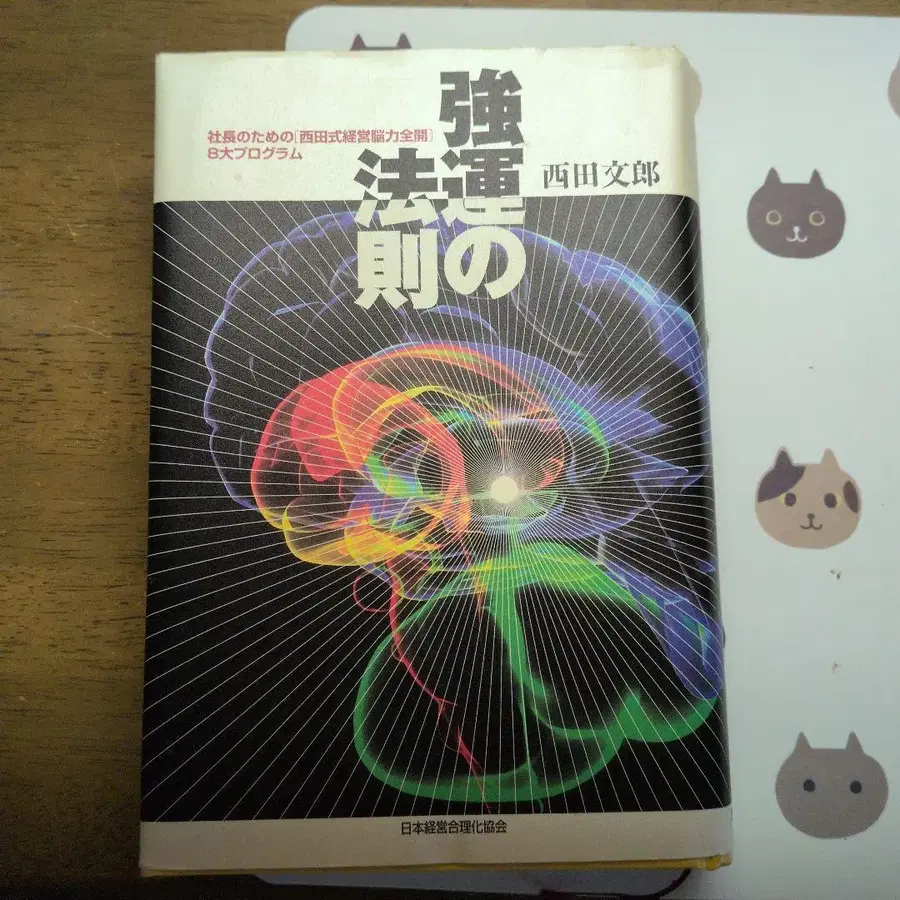 強運の
法則
社長のための[西田式経営脳力全開]
8大プログラム
西田文郎
日本経営合理化協会